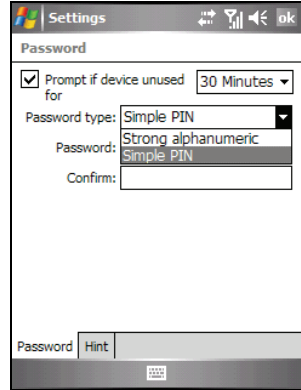 Settings ok
Password
Prompt if device unused 30 Minutes
for
Password type: Simple PIN
Strong alphanumeric
Password: Simple PIN
Confirm:
Password Hint